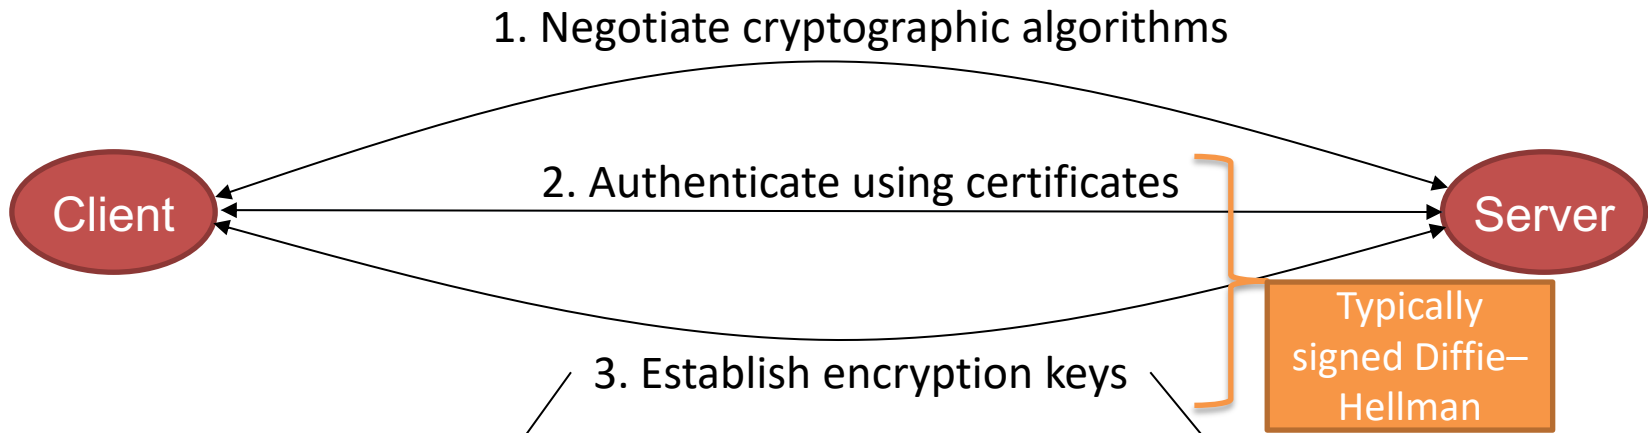 1. Negotiate cryptographic algorithms
2. Authenticate using certificates
Client
Server
Typically
signed Diffie–
Hellman
3. Establish encryption keys